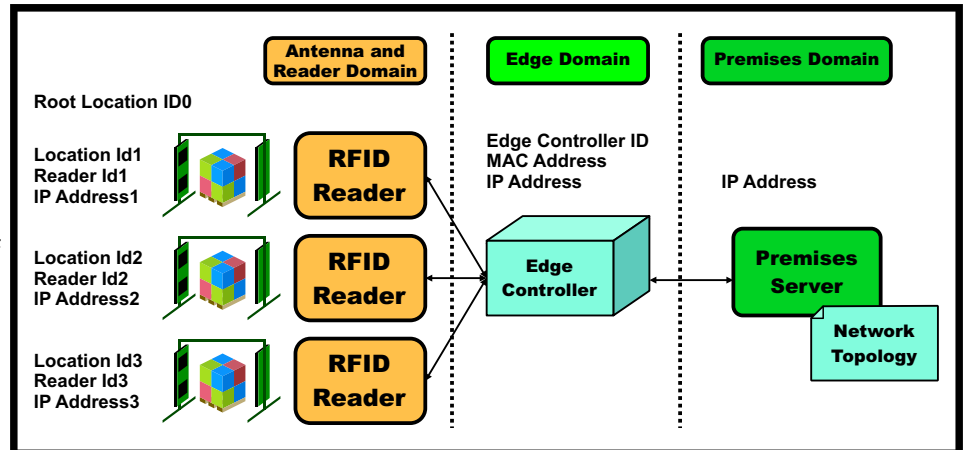 Antenna and
Reader Domain
Edge Domain
Premises Domain
Root Location ID0
Location Id1
Reader Id1
IP Address1
RFID
Reader
Location Id2
Reader Id2
IP Address2
RFID
Reader
Location Id3
Reader Id3
IP Address3
RFID
Reader
Edge Controller ID
MAC Address
IP Address
Edge
Controller
IP Address
Premises
Server
Network
Topology